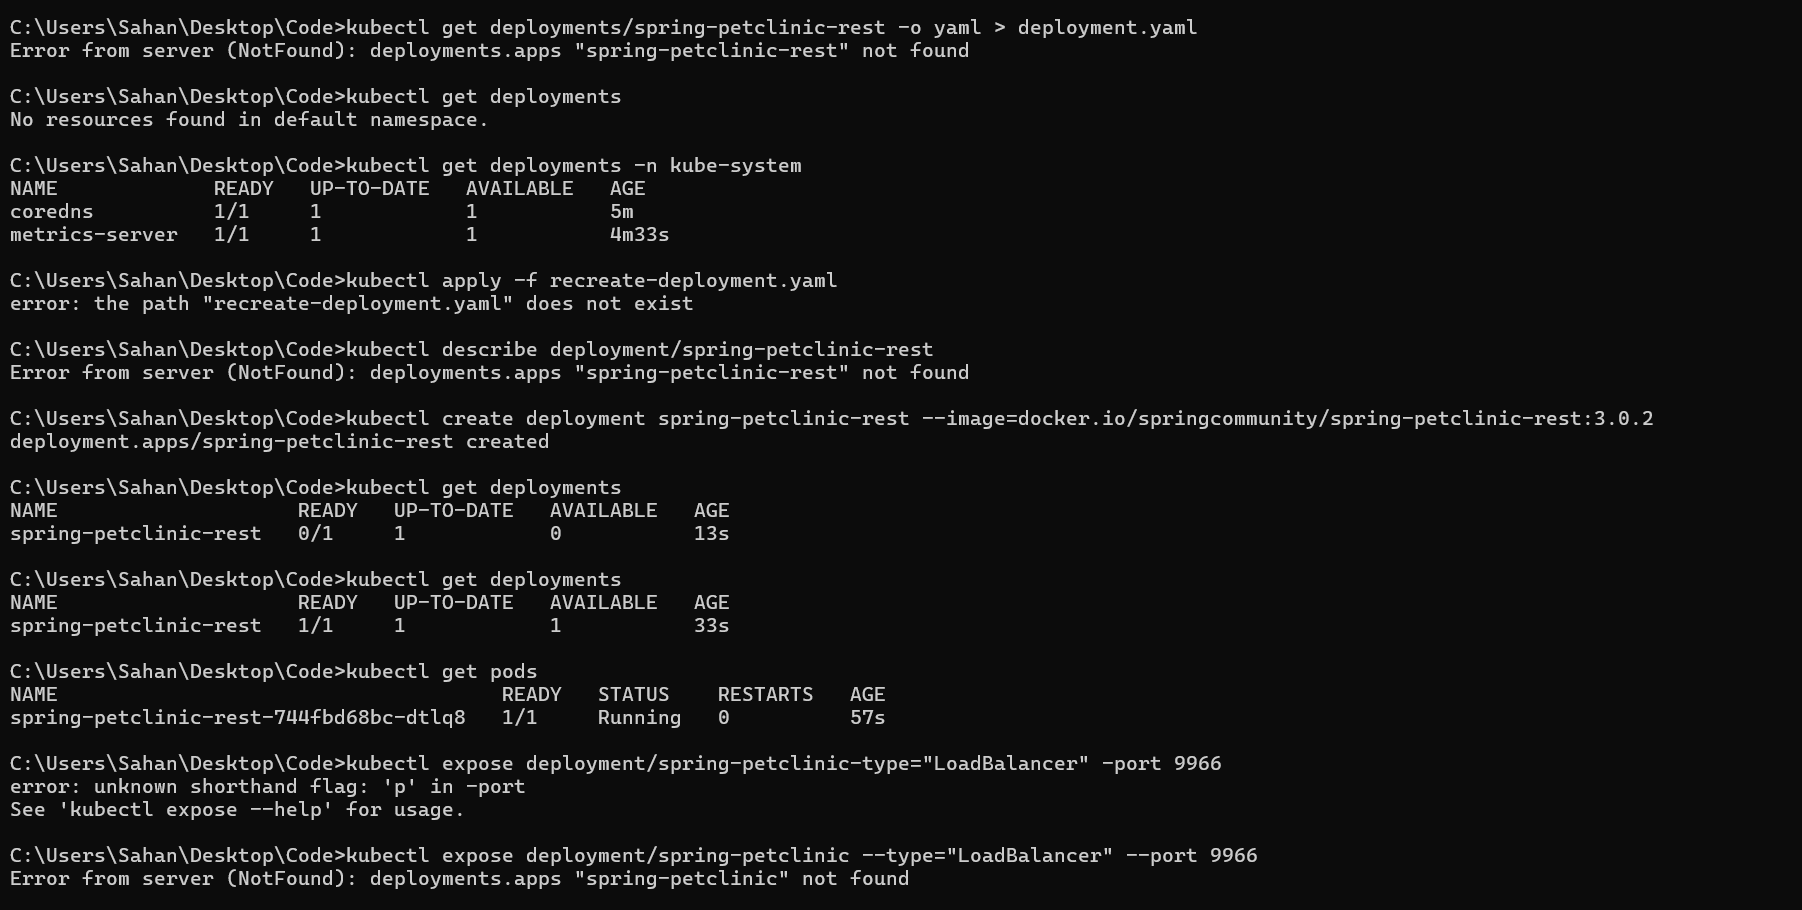 C:\Users\Sahan\Desktop\Code>kubectl get deployments/spring-petclinic-rest -o yaml > deployment.yaml
Error from server (NotFound): deployments.apps "spring-petclinic-rest" not found
C:\Users\Sahan\Desktop\Code>kubectl get deployments
No resources found in default namespace.
C:\Users\Sahan\Desktop\Code>kubectl get deployments -n kube-system
NAME             READY   UP-TO-DATE   AVAILABLE   AGE
coredns          1/1     1            1           5m
metrics-server   1/1     1            1           4m33s
C:\Users\Sahan\Desktop\Code>kubectl apply -f recreate-deployment.yaml
error: the path "recreate-deployment.yaml" does not exist
C:\Users\Sahan\Desktop\Code>kubectl describe deployment/spring-petclinic-rest
Error from server (NotFound): deployments.apps "spring-petclinic-rest" not found
C:\Users\Sahan\Desktop\Code>kubectl create deployment spring-petclinic-rest --image=docker.io/springcommunity/spring-petclinic-rest:3.0.2
deployment.apps/spring-petclinic-rest created
C:\Users\Sahan\Desktop\Code>kubectl get deployments
NAME                    READY   UP-TO-DATE   AVAILABLE   AGE
spring-petclinic-rest   0/1     1            0           13s
C:\Users\Sahan\Desktop\Code>kubectl get deployments
NAME                    READY   UP-TO-DATE   AVAILABLE   AGE
spring-petclinic-rest   1/1     1            1           33s
C:\Users\Sahan\Desktop\Code>kubectl get pods
NAME                                     READY   STATUS    RESTARTS   AGE
spring-petclinic-rest-744fbd68bc-dtlq8   1/1     Running   0          57s
C:\Users\Sahan\Desktop\Code>kubectl expose deployment/spring-petclinic-type="LoadBalancer" -port 9966
error: unknown shorthand flag: 'p' in -port
See 'kubectl expose --help' for usage.
C:\Users\Sahan\Desktop\Code>kubectl expose deployment/spring-petclinic --type="LoadBalancer" --port 9966
Error from server (NotFound): deployments.apps "spring-petclinic" not found